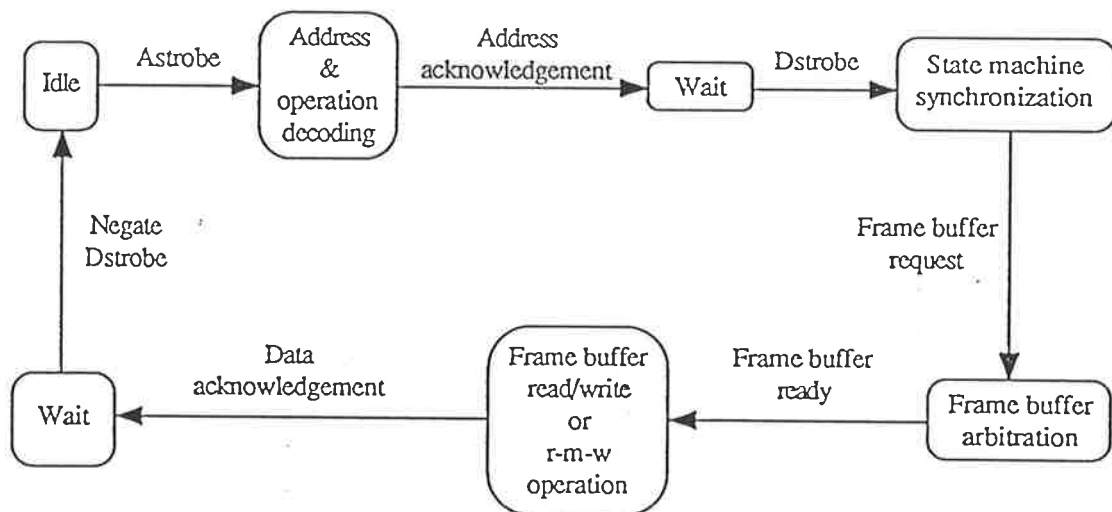 Idle
Astrobe
Address
&
operation
decoding
Address
acknowledgement
Wait
Dstrobe
State machine
synchronization
Frame buffer
request
Frame buffer
arbitration
Frame buffer
ready
Frame buffer
read/write
or
r-m-w
operation
Data
acknowledgement
Wait
Negate
Dstrobe